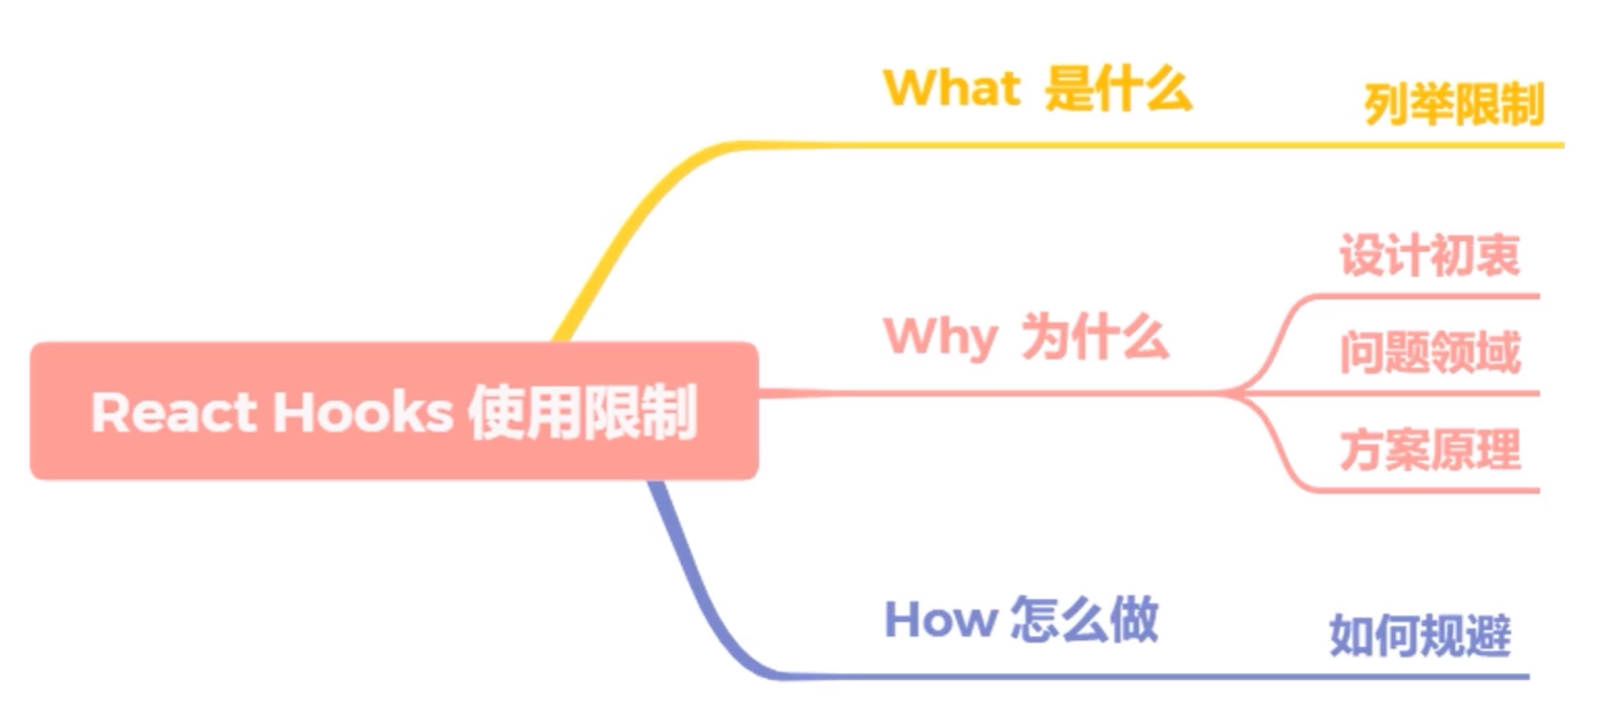 What 是什么
列举限制
设计初衷
Why 为什么
问题领域
React Hooks 使用限制
方案原理
How 怎么做
如何规避